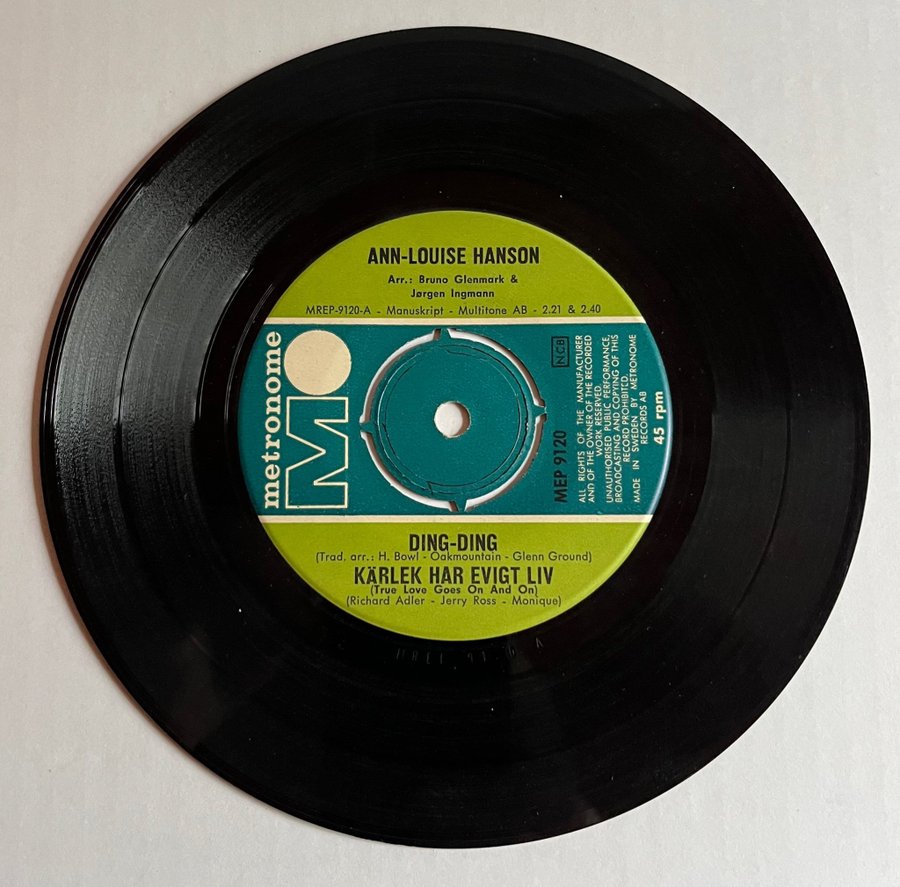 ANN-LOUISE HANSON
Arr.: Bruno Glenmark &
Jørgen Ingmann
MREP-9120-A - Manuskript - Multitone AB - 2.21 & 2.40
metronome
M
NCB
MEP 9120
ALL RIGHTS OF THE MANUFACTURER
AND OF THE OWNER OF THE RECORDED
WORK RESERVED.
UNAUTHORISED PUBLIC PERFORMANCE,
BROADCASTING AND COPYING OF THIS
RECORD PROHIBITED.
MADE IN SWEDEN BY METRONOME
RECORDS AB
45 rpm
DING-DING
(Trad. arr.: H. Bowl - Oakmountain - Glenn Ground)
KÄRLEK HAR EVIGT LIV
(True Love Goes On And On)
(Richard Adler - Jerry Ross - Monique)